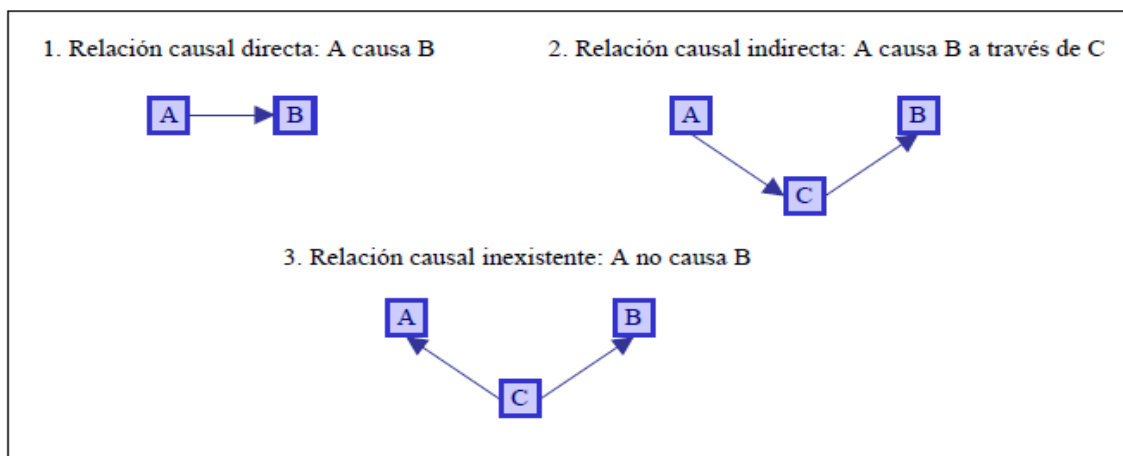 1. Relación causal directa: A causa B
A
B
2. Relación causal indirecta: A causa B a través de C
A
B
C
3. Relación causal inexistente: A no causa B
A
B
C